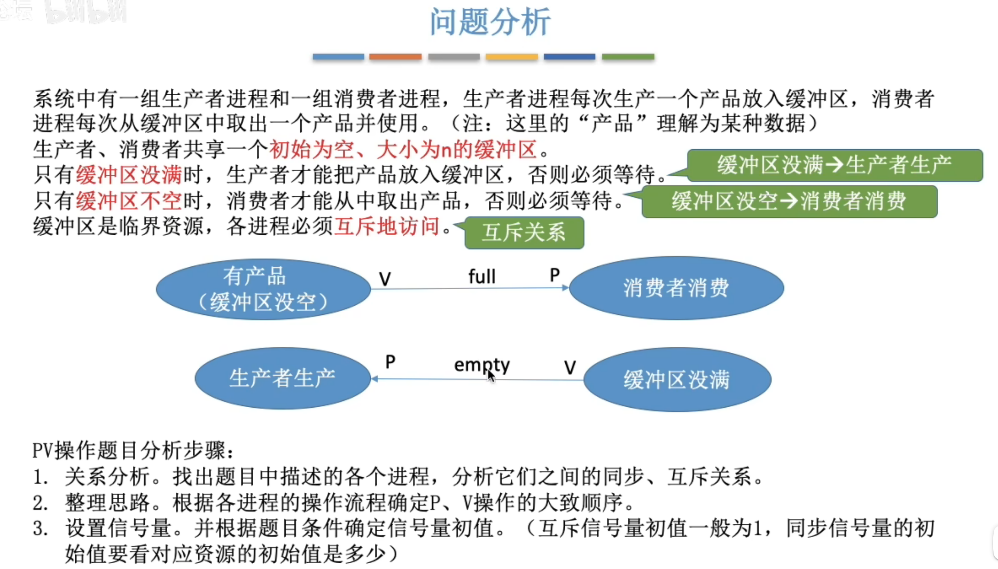 bilibili
问题分析
系统中有一组生产者进程和一组消费者进程，生产者进程每次生产一个产品放入缓冲区，消费者
进程每次从缓冲区中取出一个产品并使用。（注：这里的“产品”理解为某种数据）
生产者、消费者共享一个初始为空、大小为n的缓冲区。
只有缓冲区没满时，生产者才能把产品放入缓冲区，否则必须等待。
缓冲区没满→生产者生产
只有缓冲区不空时，消费者才能从中取出产品，否则必须等待。
缓冲区没空→消费者消费
缓冲区是临界资源，各进程必须互斥地访问。
互斥关系
有产品
（缓冲区没空）
V
full
P
消费者消费
生产者生产
P
empty
V
缓冲区没满
PV操作题目分析步骤：
1. 关系分析。找出题目中描述的各个进程，分析它们之间的同步、互斥关系。
2. 整理思路。根据各进程的操作流程确定P、V操作的大致顺序。
3. 设置信号量。并根据题目条件确定信号量初值。（互斥信号量初值一般为1，同步信号量的初
始值要看对应资源的初始值是多少）